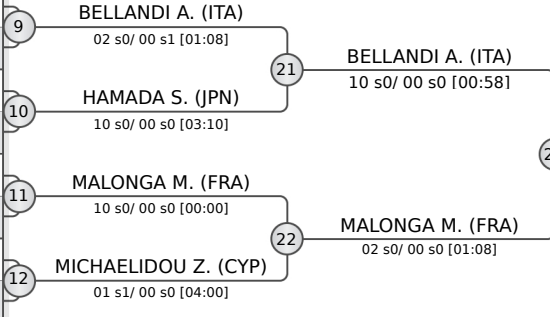 BELLANDI A. (ITA)
9
02 s0/ 00 s1 [01:08]
21
BELLANDI A. (ITA)
10 s0/ 00 s0 [00:58]
HAMADA S. (JPN)
10
10 s0/ 00 s0 [03:10]
MALONGA M. (FRA)
11
10 s0/ 00 s0 [00:00]
22
MALONGA M. (FRA)
02 s0/ 00 s0 [01:08]
MICHAELIDOU Z. (CYP)
12
01 s1/ 00 s0 [04:00]